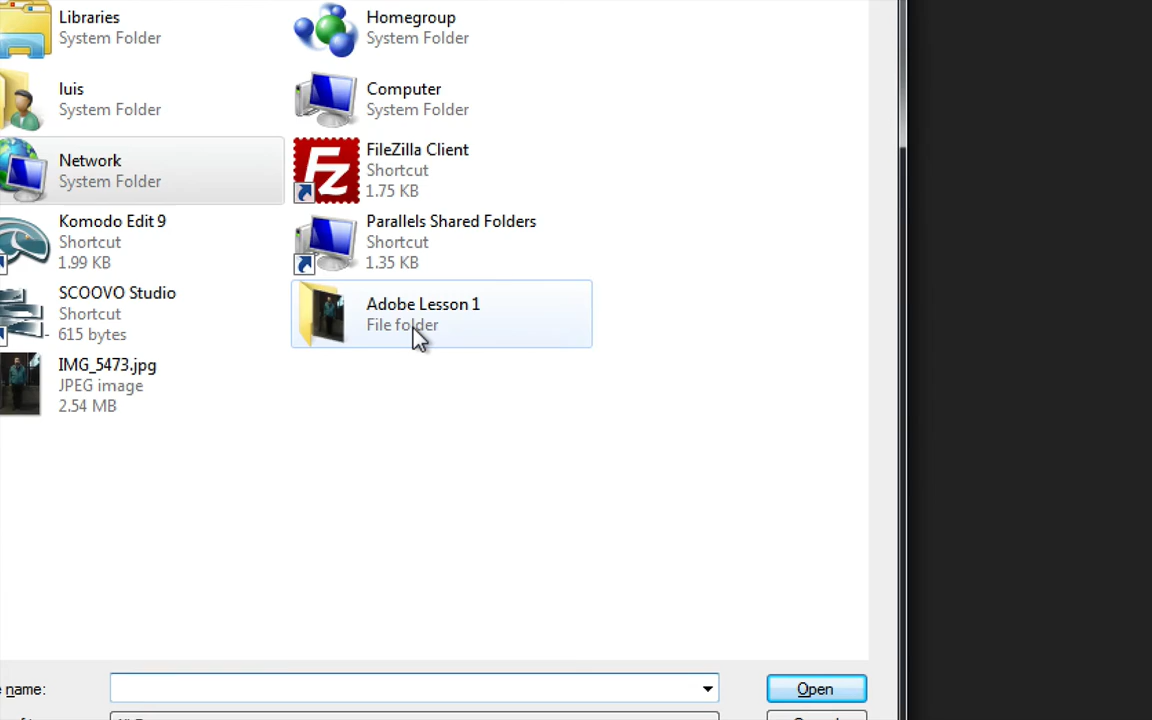 Libraries
System Folder
Homegroup
System Folder
luis
System Folder
Computer
System Folder
Network
System Folder
FileZilla Client
Shortcut
1.75 KB
Komodo Edit 9
Shortcut
1.99 KB
Parallels Shared Folders
Shortcut
1.35 KB
SCOOVO Studio
Shortcut
615 bytes
Adobe Lesson 1
File folder
IMG_5473.jpg
JPEG image
2.54 MB
name:
Open